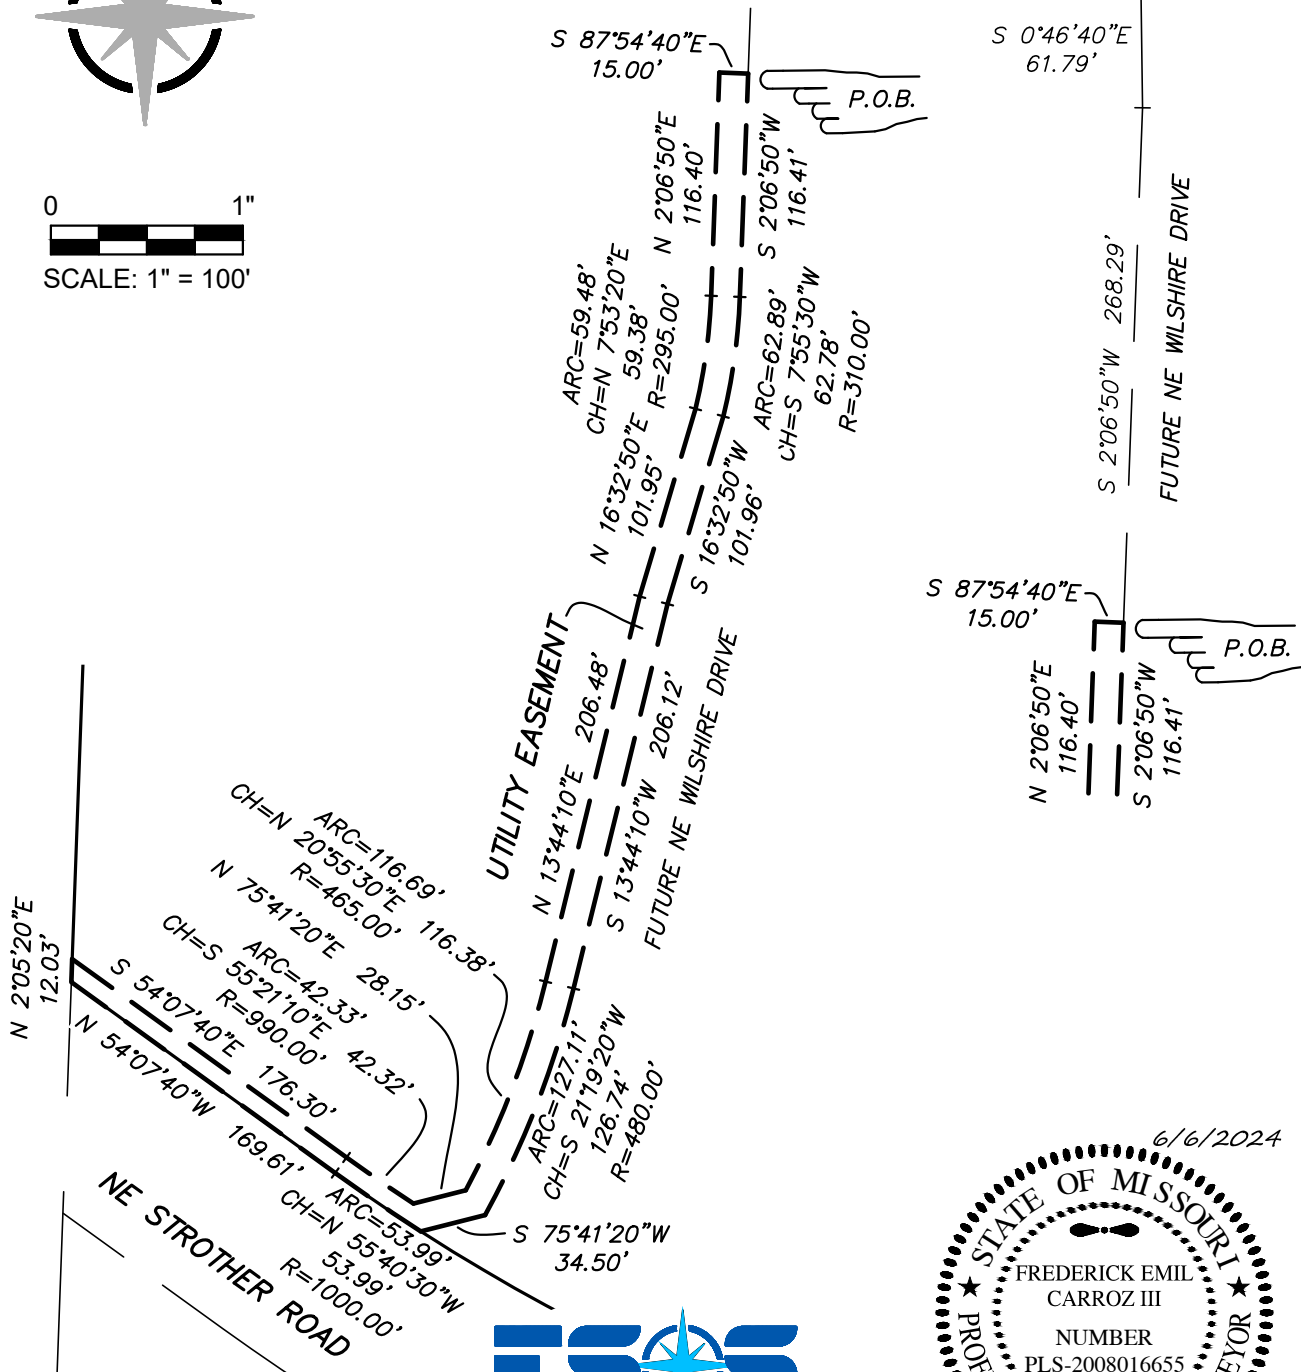 S 87°54'40"E
15.00'
P.O.B.
S 0°46'40"E
61.79'
0 1"
SCALE: 1" = 100'
N 2°06'50"E
116.40'
S 2°06'50"W
116.41'
ARC=59.48'
CH=N 7°53'20"E
59.38'
R=295.00'
ARC=62.89'
CH=S 7°55'30"W
62.78'
R=310.00'
S 2°06'50"W 268.29'
FUTURE NE WILSHIRE DRIVE
N 16°32'50"E
101.95'
S 16°32'50"W
101.96'
S 87°54'40"E
15.00'
P.O.B.
N 2°06'50"E
116.40'
S 2°06'50"W
116.41'
UTILITY EASEMENT
N 13°44'10"E 206.48'
S 13°44'10"W 206.12'
FUTURE NE WILSHIRE DRIVE
ARC=116.69'
CH=N 20°55'30"E 116.38'
R=465.00'
N 75°41'20"E 28.15'
ARC=42.33'
CH=S 55°21'10"E 42.32'
R=990.00'
N 2°05'20"E
12.03'
S 54°07'40"E 176.30'
N 54°07'40"W 169.61'
ARC=127.11'
CH=S 21°19'20"W
126.74'
R=480.00'
ARC=53.99'
CH=N 55°40'30"W
53.99'
R=1000.00'
S 75°41'20"W
34.50'
NE STROTHER ROAD
6/6/2024
STATE OF MISSOURI
FREDERICK EMIL
CARROZ III
NUMBER
PLS-2008016655